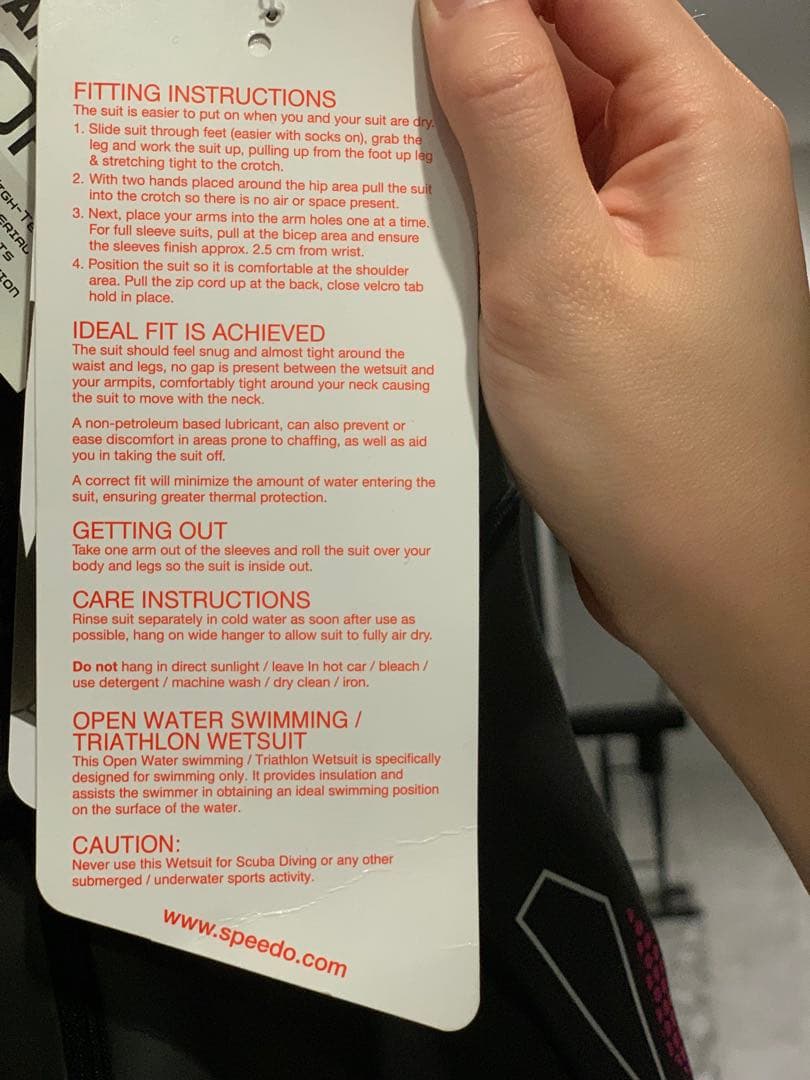 FITTING INSTRUCTIONS
The suit is easier to put on when you and your suit are dry.
1. Slide suit through feet (easier with socks on), grab the
leg and work the suit up, pulling up from the foot up leg
& stretching tight to the crotch.
2. With two hands placed around the hip area pull the suit
into the crotch so there is no air or space present.
3. Next, place your arms into the arm holes one at a time.
For full sleeve suits, pull at the bicep area and ensure
the sleeves finish approx. 2.5 cm from wrist.
4. Position the suit so it is comfortable at the shoulder
area. Pull the zip cord up at the back, close velcro tab
hold in place.
IDEAL FIT IS ACHIEVED
The suit should feel snug and almost tight around the
waist and legs, no gap is present between the wetsuit and
your armpits, comfortably tight around your neck causing
the suit to move with the neck.
A non-petroleum based lubricant, can also prevent or
ease discomfort in areas prone to chaffing, as well as aid
you in taking the suit off.
A correct fit will minimize the amount of water entering the
suit, ensuring greater thermal protection.
GETTING OUT
Take one arm out of the sleeves and roll the suit over your
body and legs so the suit is inside out.
CARE INSTRUCTIONS
Rinse suit separately in cold water as soon after use as
possible, hang on wide hanger to allow suit to fully air dry.
Do not hang in direct sunlight / leave In hot car / bleach /
use detergent / machine wash / dry clean / iron.
OPEN WATER SWIMMING /
TRIATHLON WETSUIT
This Open Water swimming / Triathlon Wetsuit is specifically
designed for swimming only. It provides insulation and
assists the swimmer in obtaining an ideal swimming position
on the surface of the water.
CAUTION:
Never use this Wetsuit for Scuba Diving or any other
submerged / underwater sports activity.
www.speedo.com